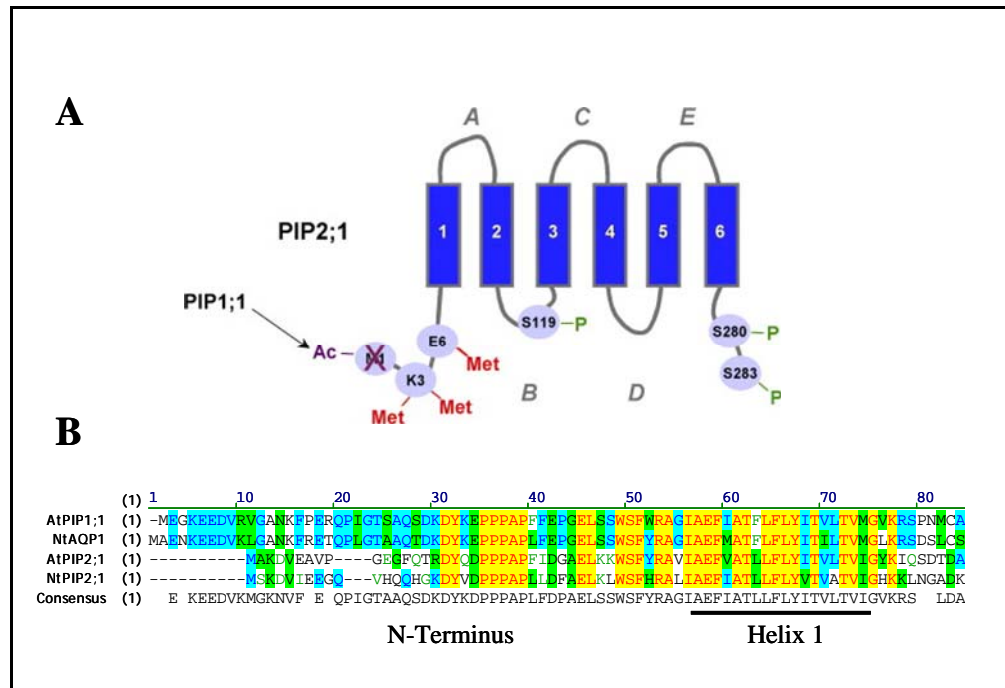 A
A C E
PIP2;1
1 2 3 4 5 6
PIP1;1
S119 P
S280 P
E6
Ac
Met
K3
S283
B D
Met Met
P
B
(1) 1 10 20 30 40 50 60 70 80
AtPIP1;1 (1) -MEGKEEDVRVGANKFPERQPIGTSAQSDKDYKEPPPAPFFEPGELSSWSFWRAGIAEFIATFLFLYITVLTVMGVKRSPNMCA
NtAQP1 (1) MAENKEEDVKLGANKFRETQPLGTAAQTDKDYKEPPPAPLFEPGELSSWSFYRAGIAEFMATFLFLYITILTVMGLKRSDSLCS
AtPIP2;1 (1) ----------MAKDVEAVP----GEGFQTRDYQDPPPAPFIDGAELKKWSFYRAVIAEFVATLLFLYITVLTVIGYKIQSDTDA
NtPIP2;1 (1) ----------MSKDVIEEGQ---VHQQHGKDYVDPPPAPLLDFAELKLWSFHRALIAEFIATLLFLYVTVATVIGHKKLNGADK
Consensus (1) E KEEDVKMGKNVF E QPIGTAAQSDKDYKDPPPAPLFDPAELSSWSFYRAGIAEFIATLLFLYITVLTVIGVKRS LDA
N-Terminus Helix 1